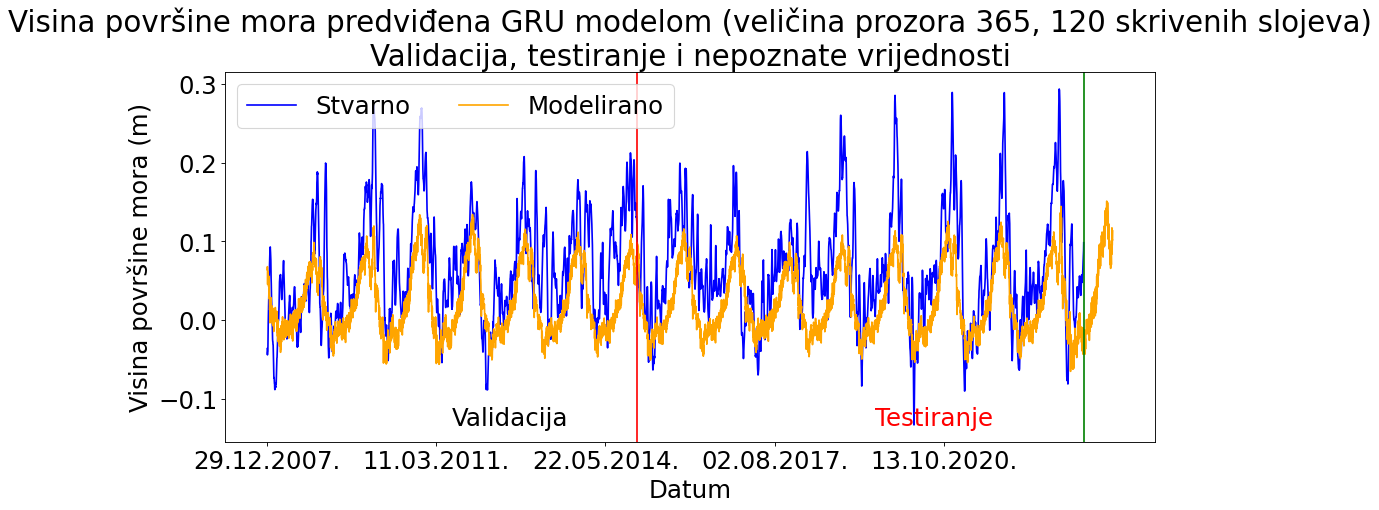 Visina površine mora predviđena GRU modelom (veličina prozora 365, 120 skrivenih slojeva)
Validacija, testiranje i nepoznate vrijednosti
Stvarno Modelirano
Visina površine mora (m)
0.3
0.2
0.1
0.0
−0.1
Validacija Testiranje
29.12.2007. 11.03.2011. 22.05.2014. 02.08.2017. 13.10.2020.
Datum